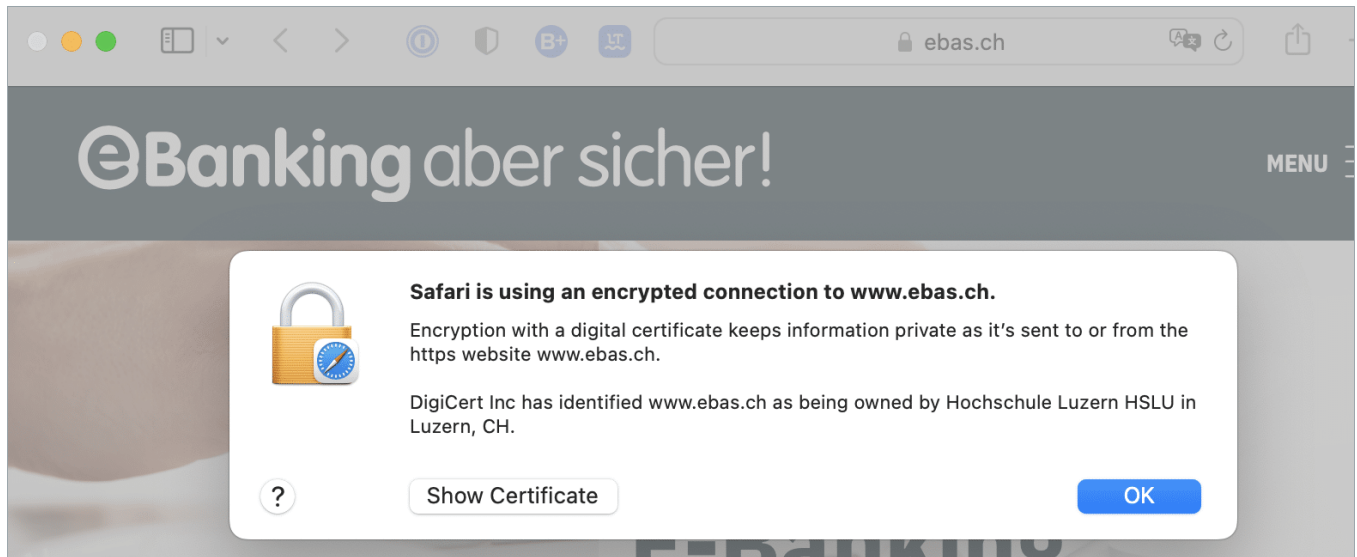 ebas.ch
eBanking aber sicher!
MENU
Safari is using an encrypted connection to www.ebas.ch.
Encryption with a digital certificate keeps information private as it’s sent to or from the
https website www.ebas.ch.
DigiCert Inc has identified www.ebas.ch as being owned by Hochschule Luzern HSLU in
Luzern, CH.
?
Show Certificate
OK
E-Banking